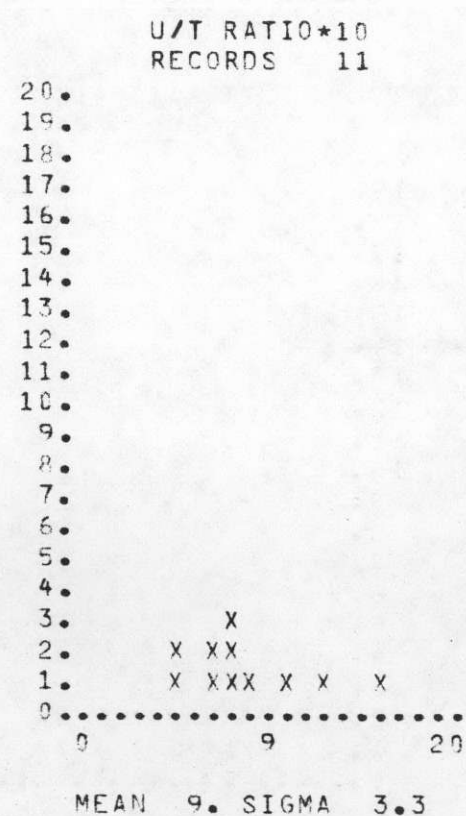 U/T RATIO*10
RECORDS 11
20.
19.
18.
17.
16.
15.
14.
13.
12.
11.
10.
9.
8.
7.
6.
5.
4.
3. X
2. X XX
1. X XXX X X X
0......................
0 9 20
MEAN 9. SIGMA 3.3